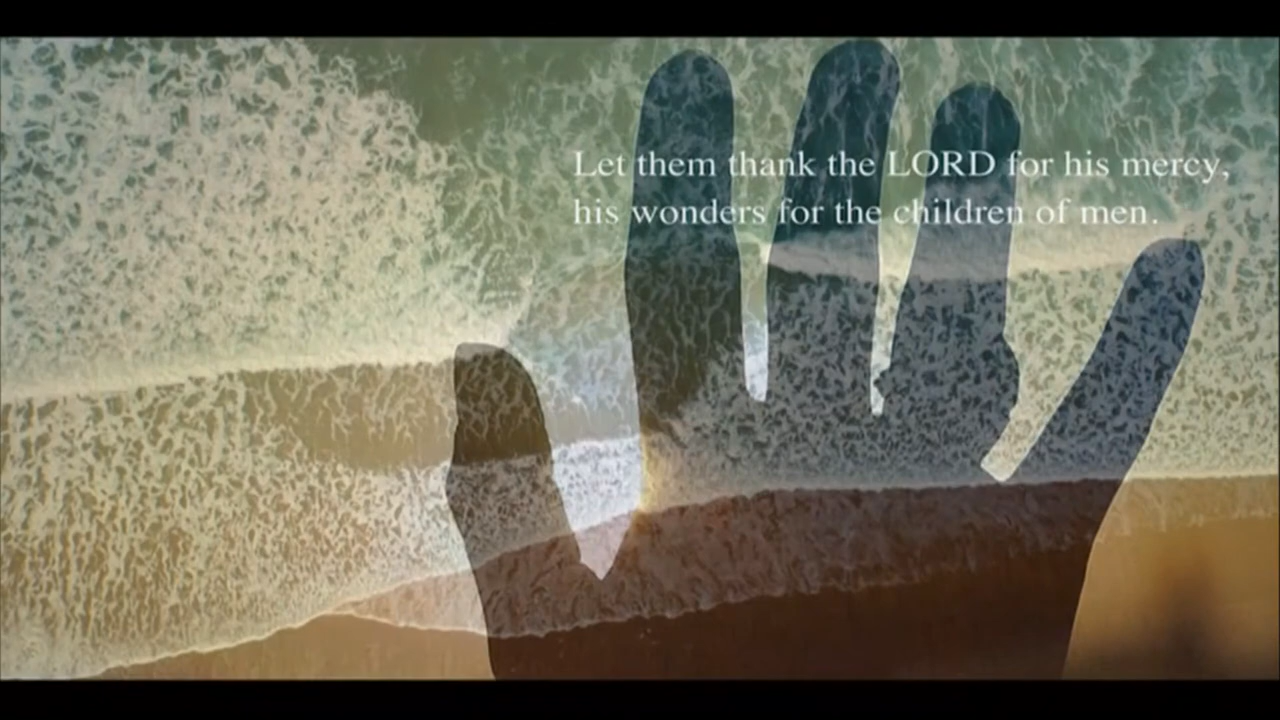 Let them thank the LORD for his mercy,
his wonders for the children of men.